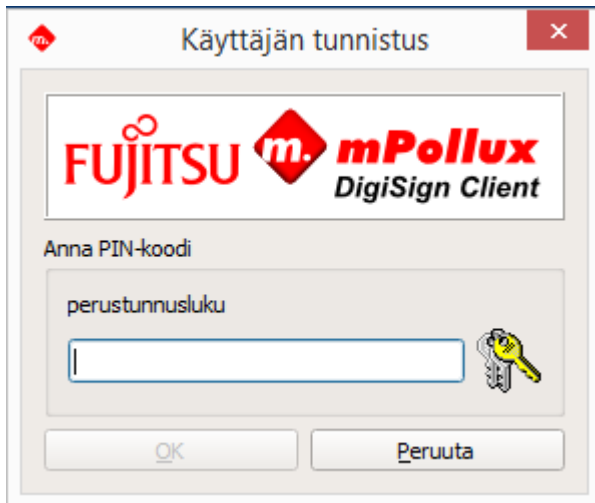 m.
Käyttäjän tunnistus
FUJITSU m. mPollux
DigiSign Client
Anna PIN-koodi
perustunnusluku
OK
Peruuta